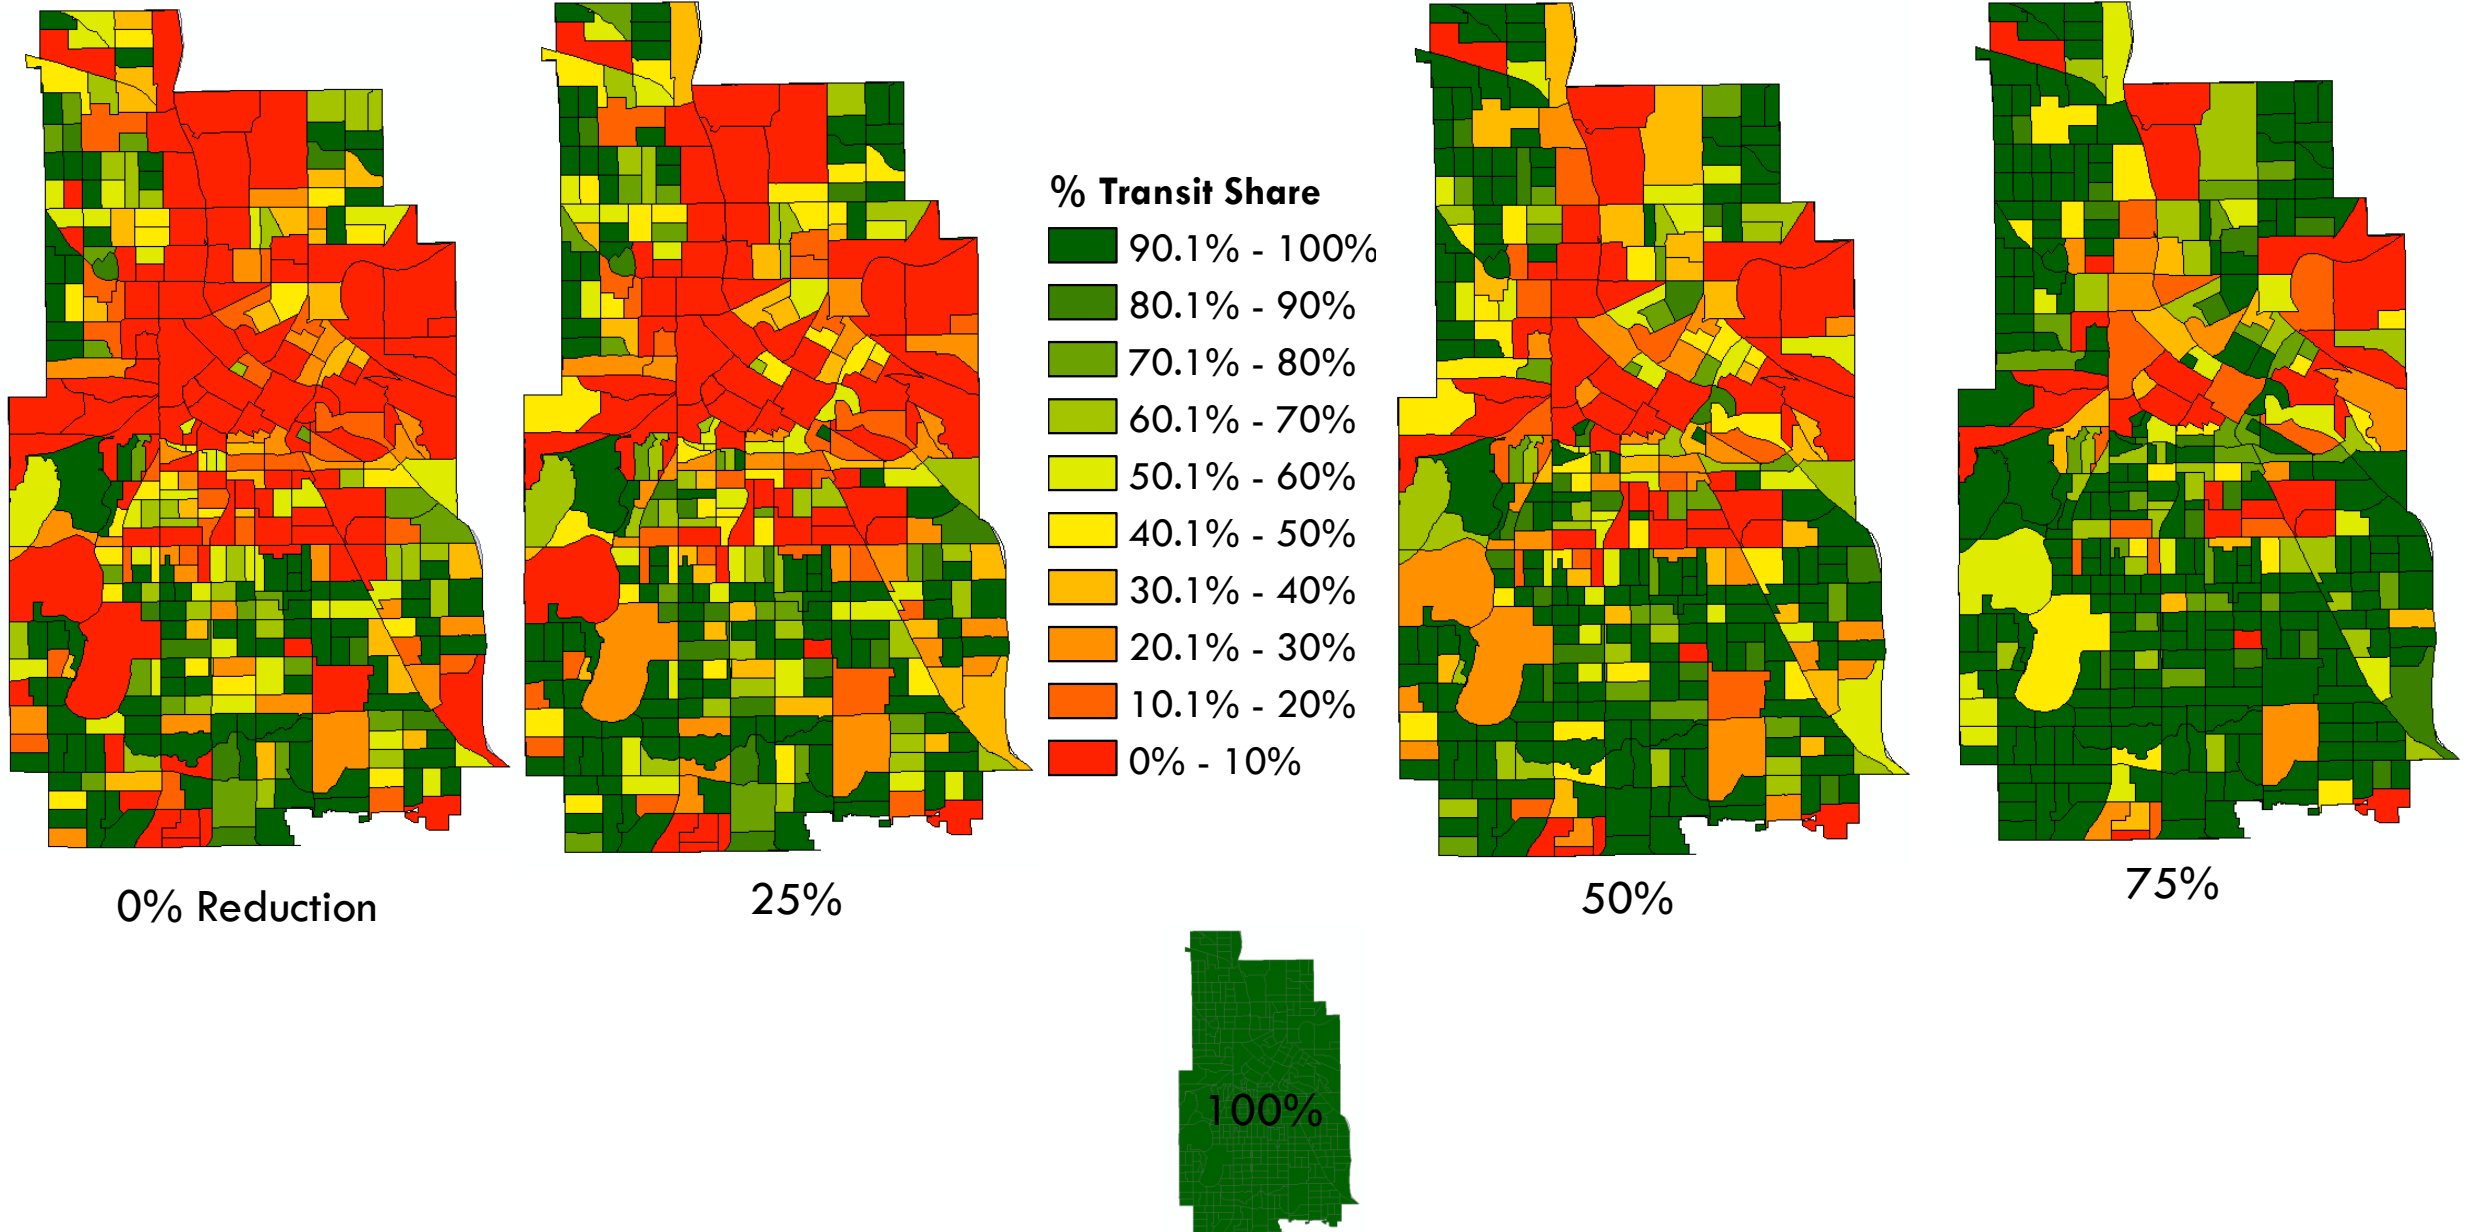 % Transit Share
90.1% - 100%
80.1% - 90%
70.1% - 80%
60.1% - 70%
50.1% - 60%
40.1% - 50%
30.1% - 40%
20.1% - 30%
10.1% - 20%
0% - 10%
0% Reduction
25%
50%
75%
100%